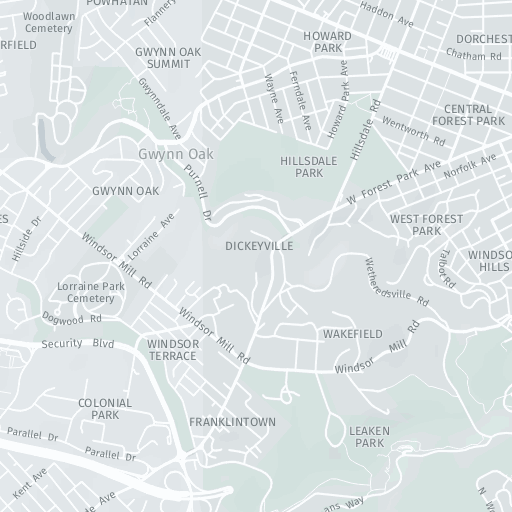 POWHATAN
Woodlawn
Cemetery
Flannery
Haddon Ave
RFIELD
GWYNN OAK
SUMMIT
HOWARD
PARK
DORCHEST
Chatham Rd
Gwynndale Ave
Wayne Ave
Ferndale Ave
Howard Park Ave
Hillsdale Rd
CENTRAL
FOREST PARK
Wentworth Rd
Gwynn Oak
HILLSDALE
PARK
W Forest Park Ave
Norfolk Ave
GWYNN OAK
Purnell Dr
ES
Hillside Dr
Lorraine Ave
Windsor Mill Rd
DICKEYVILLE
WEST FOREST
PARK
Talbot Rd
WINDSO
HILLS
Wetheredsville Rd
Lorraine Park
Cemetery
Dogwood Rd
Security Blvd
WINDSOR
TERRACE
Windsor Mill Rd
WAKEFIELD
Windsor Mill Rd
COLONIAL
PARK
FRANKLINTOWN
LEAKEN
PARK
Parallel Dr
Parallel Dr
Kent Ave
de Ave
ans Way
N W